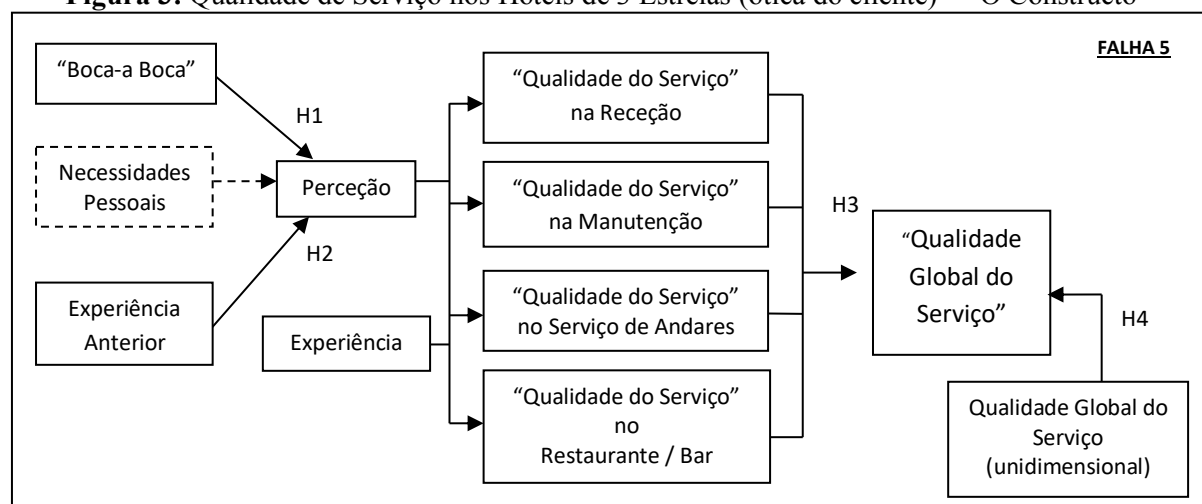 Figura 3: Qualidade de Serviço nos Hotéis de 5 Estrelas (ótica do cliente) — O Constructo
FALHA 5
“Boca-a Boca”
H1
Necessidades
Pessoais
Perceção
H2
Experiência
Anterior
Experiência
“Qualidade do Serviço”
na Receção
“Qualidade do Serviço”
na Manutenção
“Qualidade do Serviço”
no Serviço de Andares
“Qualidade do Serviço”
no
Restaurante / Bar
H3
“Qualidade
Global do
Serviço”
H4
Qualidade Global do
Serviço
(unidimensional)